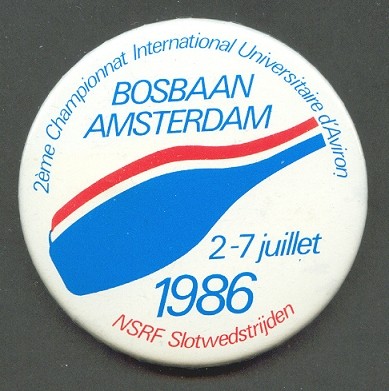 2ème Championnat International Universitaire d'Aviron
BOSBAAN
AMSTERDAM
2-7 juillet
1986
NSRF Slotwedstrijden